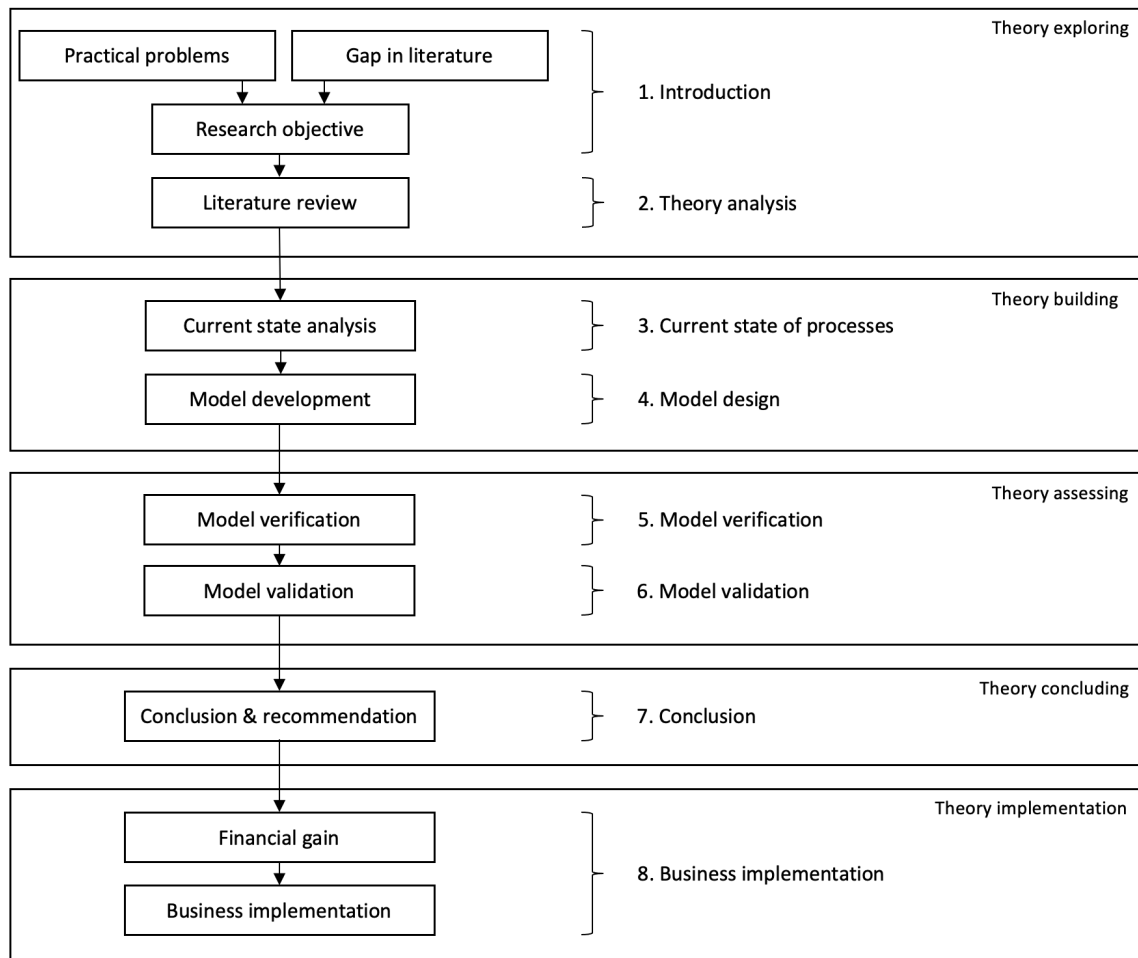 Theory exploring
Practical problems
Gap in literature
1. Introduction
Research objective
Literature review
2. Theory analysis
Theory building
Current state analysis
3. Current state of processes
Model development
4. Model design
Theory assessing
Model verification
5. Model verification
Model validation
6. Model validation
Theory concluding
Conclusion & recommendation
7. Conclusion
Theory implementation
Financial gain
8. Business implementation
Business implementation